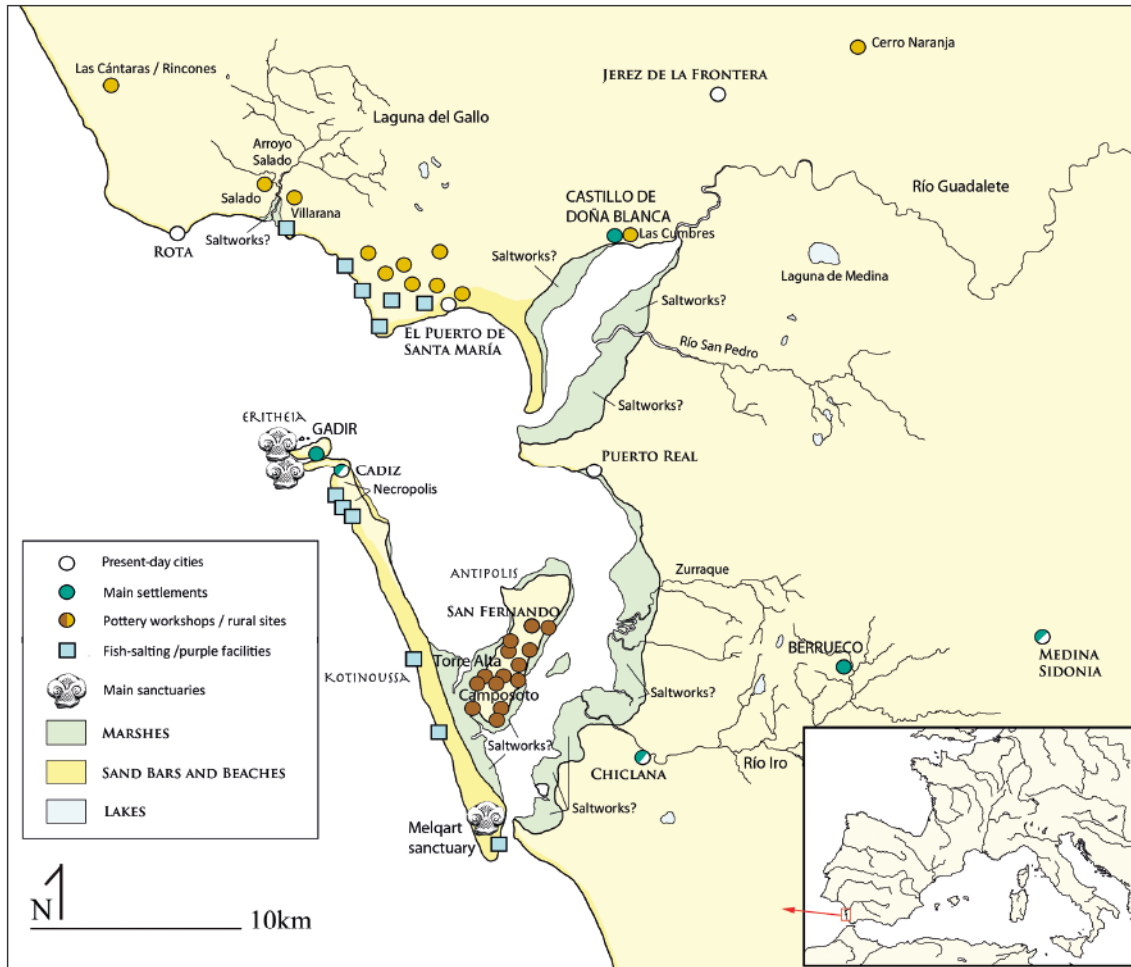 Cerro Naranja
Las Cántaras / Rincones
JEREZ DE LA FRONTERA
Laguna del Gallo
Arroyo
Salado
Río Guadalete
Salado
Villarana
CASTILLO DE
DOÑA BLANCA
Las Cumbres
Saltworks?
ROTA
Saltworks?
Laguna de Medina
Saltworks?
EL PUERTO DE
SANTA MARÍA
Río San Pedro
Saltworks?
ERITHEIA
GADIR
CADIZ
PUERTO REAL
Necropolis
Present-day cities
Main settlements
Pottery workshops / rural sites
Fish-salting /purple facilities
Main sanctuaries
MARSHES
SAND BARS AND BEACHES
LAKES
ANTIPOLIS
Zurraque
SAN FERNANDO
BERRUECO
MEDINA
SIDONIA
Torre Alta
KOTINOUSSA
Camposoto
Saltworks?
Saltworks?
CHICLANA
Río Iro
Saltworks?
Melqart
sanctuary
N
10km